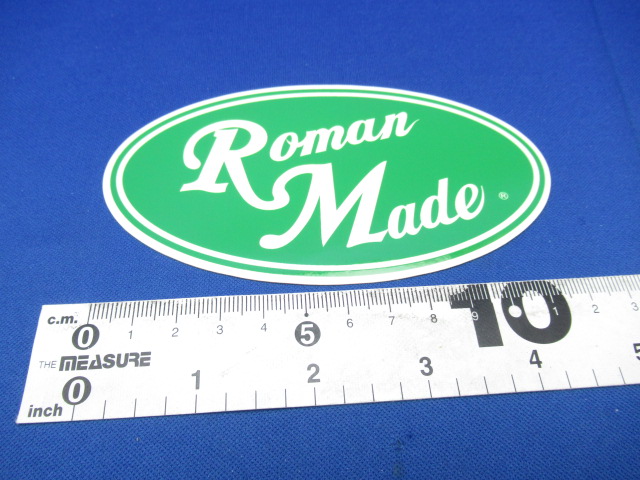 Roman
Made ®
c.m. 0 1 2 3 4 5 6 7 8 9 10 1 2 3
THE MEASURE
inch 0 1 2 3 4 5